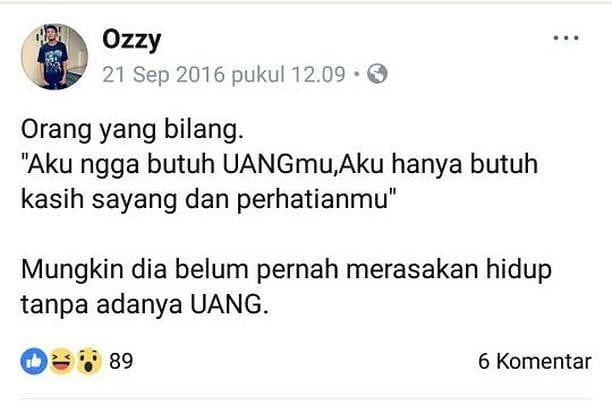 Ozzy
21 Sep 2016 pukul 12.09 •
Orang yang bilang.
"Aku ngga butuh UANGmu,Aku hanya butuh
kasih sayang dan perhatianmu"
Mungkin dia belum pernah merasakan hidup
tanpa adanya UANG.
89
6 Komentar